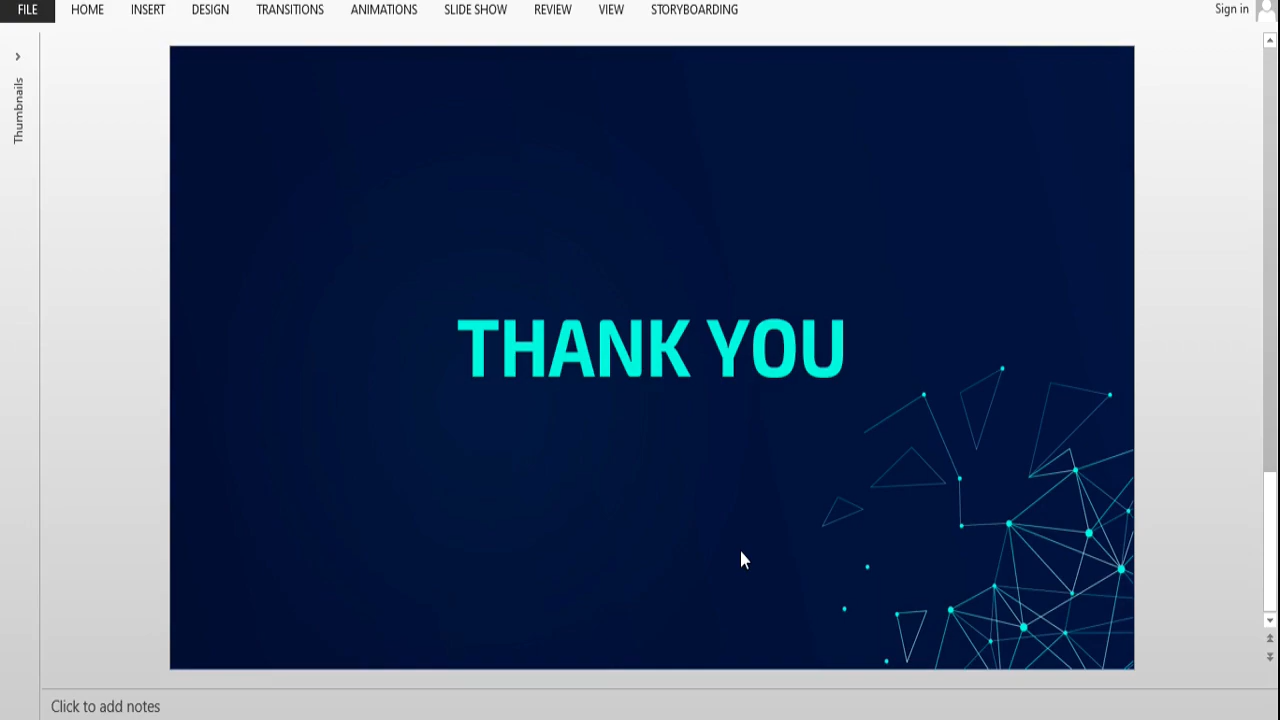 FILE HOME INSERT DESIGN TRANSITIONS ANIMATIONS SLIDE SHOW REVIEW VIEW STORYBOARDING Sign in
Thumbnails
THANK YOU
Click to add notes